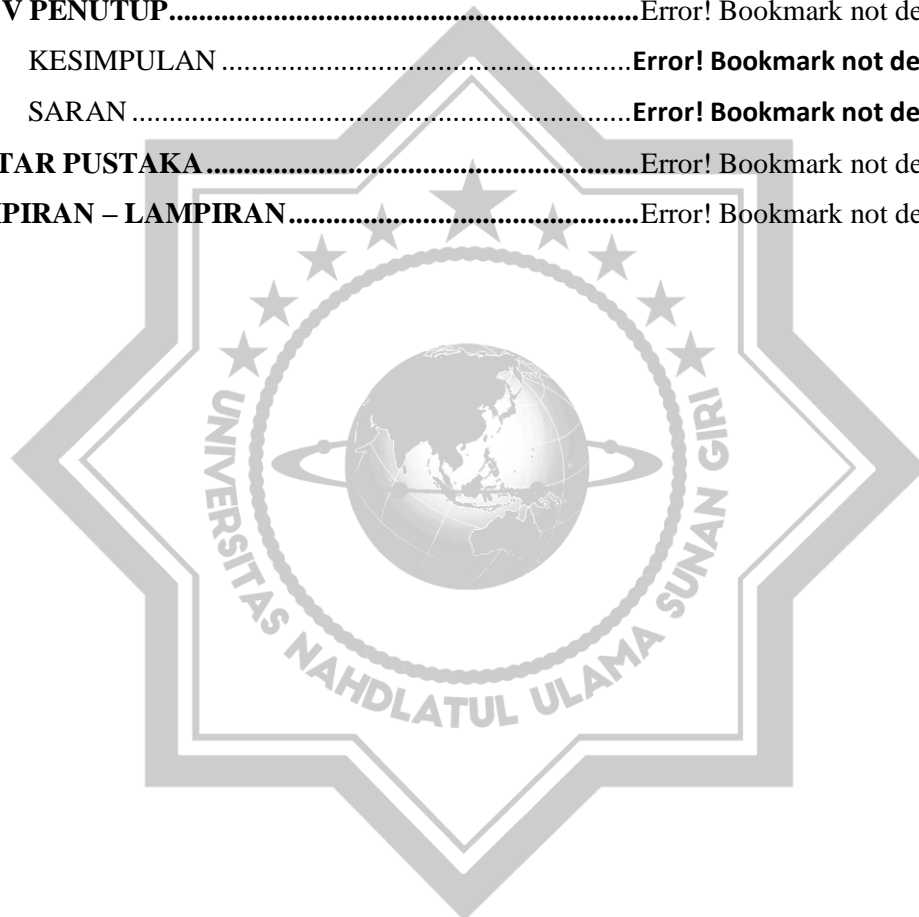 V PENUTUP................................................................Error! Bookmark not de
KESIMPULAN ........................................................Error! Bookmark not de
SARAN ....................................................................Error! Bookmark not de
TAR PUSTAKA...........................................................Error! Bookmark not de
PIRAN – LAMPIRAN................................................Error! Bookmark not de
UNIVERSITAS NAHDLATUL ULAMA SUNAN GIRI